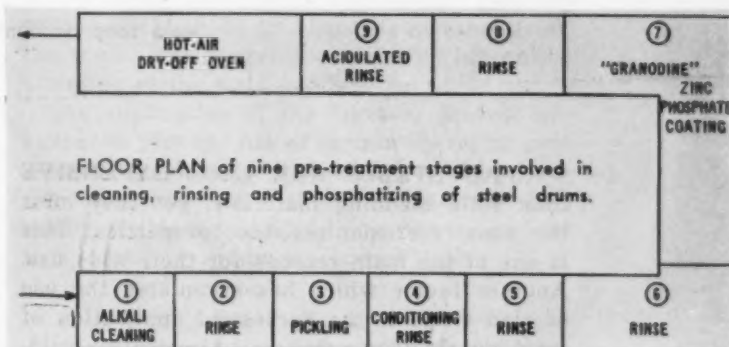 ⑨
⑧
⑦
HOT-AIR
DRY-OFF OVEN
ACIDULATED
RINSE
RINSE
"GRANODINE"
ZINC
PHOSPHATE
COATING
FLOOR PLAN of nine pre-treatment stages involved in
cleaning, rinsing and phosphatizing of steel drums.
①
②
③
④
⑤
⑥
ALKALI
CLEANING
RINSE
PICKLING
CONDITIONING
RINSE
RINSE
RINSE